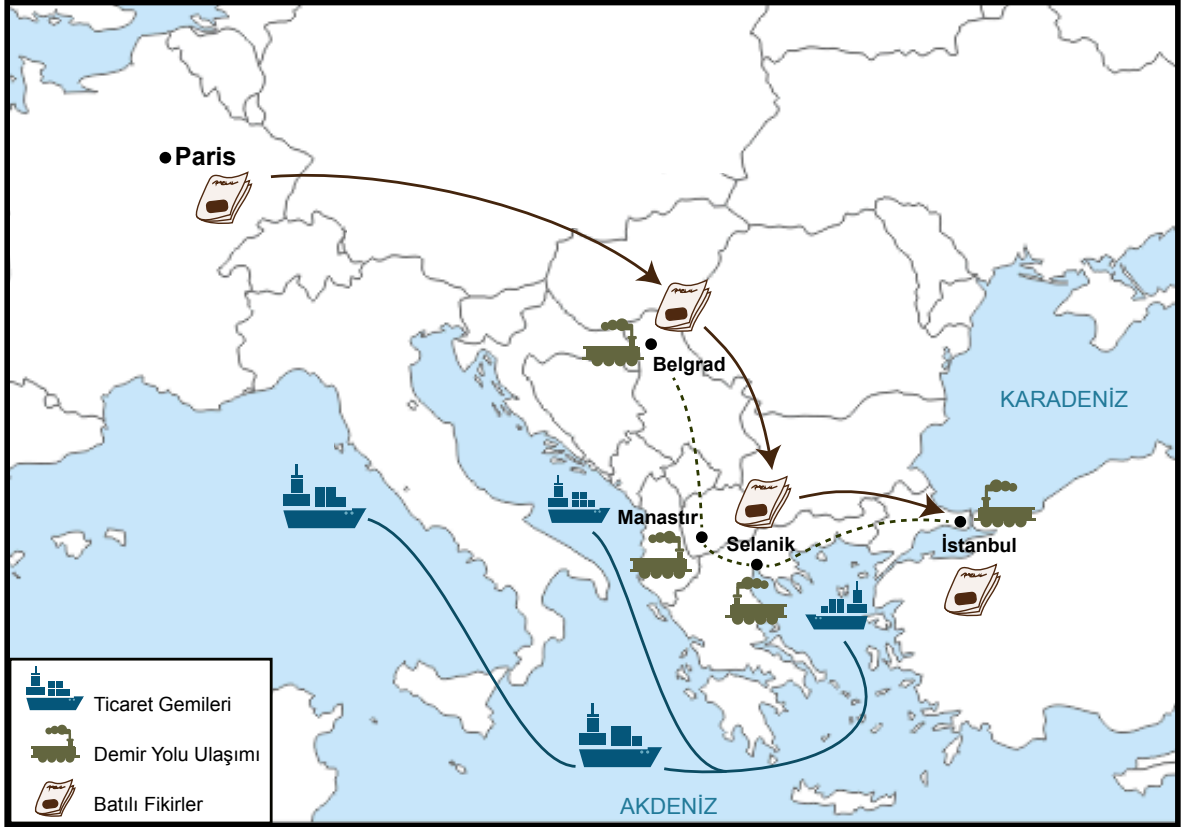 Paris
Belgrad
KARADENİZ
Manastır
Selanik
İstanbul
Ticaret Gemileri
Demir Yolu Ulaşımı
Batılı Fikirler
AKDENİZ